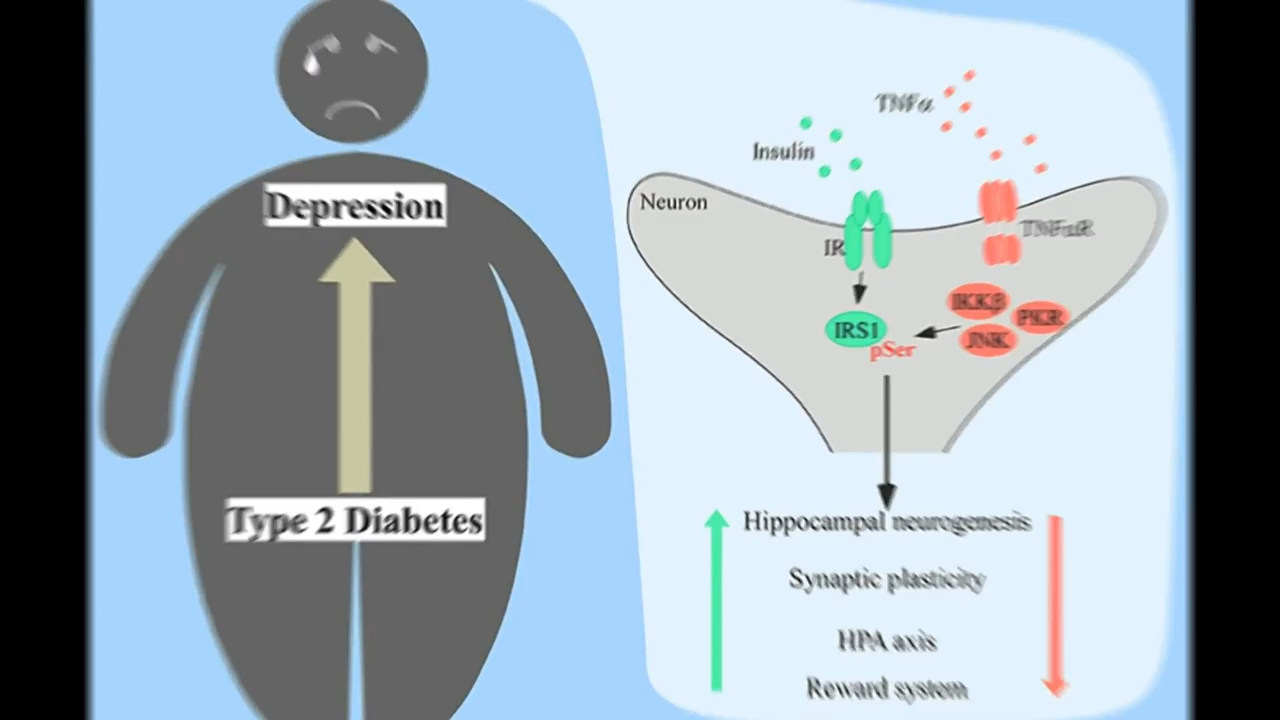 Depression
Type 2 Diabetes
TNFα
Insulin
Neuron
TNFαR
IR
IKKβ
PKR
IRS1
JNK
pSer
Hippocampal neurogenesis
Synaptic plasticity
HPA axis
Reward system